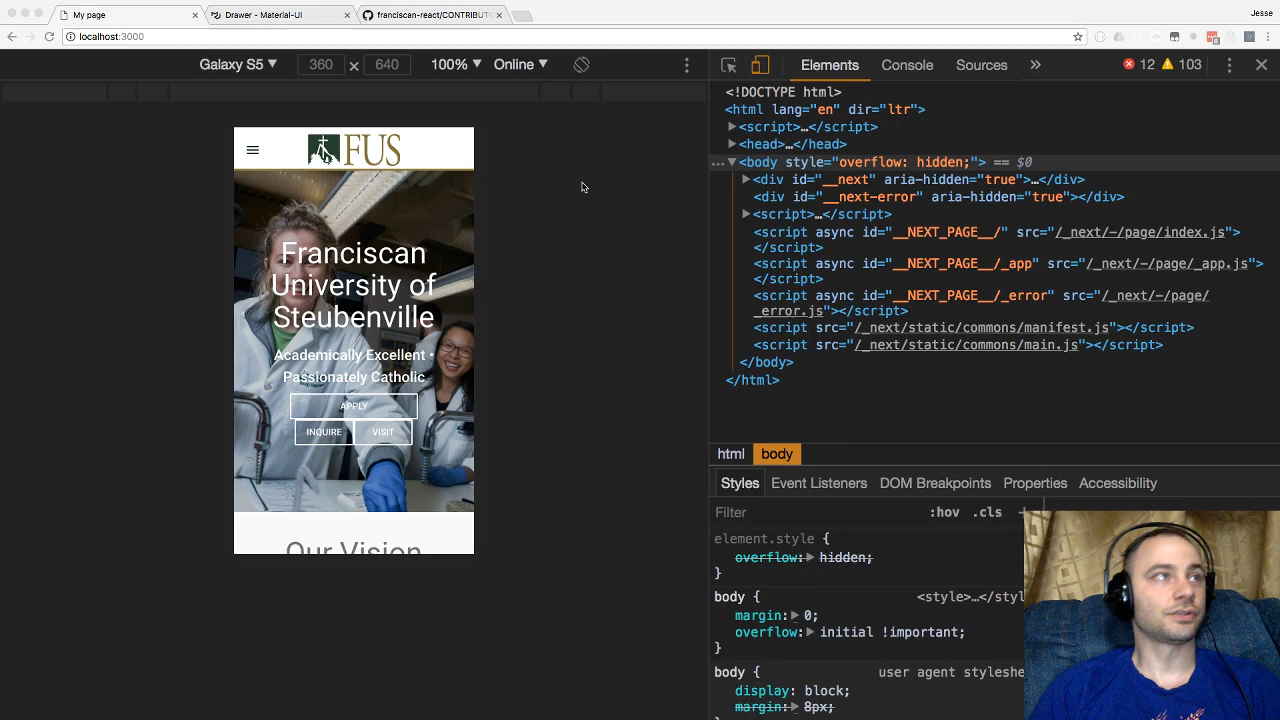 My page
Drawer - Material-UI
franciscan-react/CONTRIBUT
Jesse
localhost:3000
Galaxy S5 ▼ 360 × 640 100% ▼ Online ▼
Elements Console Sources » 12 103
FUS
Franciscan
University of
Steubenville
Academically Excellent •
Passionately Catholic
APPLY
INQUIRE VISIT
Our Vision
<!DOCTYPE html>
<html lang="en" dir="ltr">
▶<script>…</script>
▶<head>…</head>
…▼<body style="overflow: hidden;"> == $0
▶<div id="__next" aria-hidden="true">…</div>
<div id="__next-error" aria-hidden="true"></div>
▶<script>…</script>
<script async id="__NEXT_PAGE__/" src="/_next/-/page/index.js">
</script>
<script async id="__NEXT_PAGE__/_app" src="/_next/-/page/_app.js">
</script>
<script async id="__NEXT_PAGE__/_error" src="/_next/-/page/
_error.js"></script>
<script src="/_next/static/commons/manifest.js"></script>
<script src="/_next/static/commons/main.js"></script>
</body>
</html>
html body
Styles Event Listeners DOM Breakpoints Properties Accessibility
Filter :hov .cls +
element.style {
overflow:▶ hidden;
}
body { <style>…</sty
margin:▶ 0;
overflow:▶ initial !important;
}
body { user agent styleshe
display: block;
margin:▶ 8px;